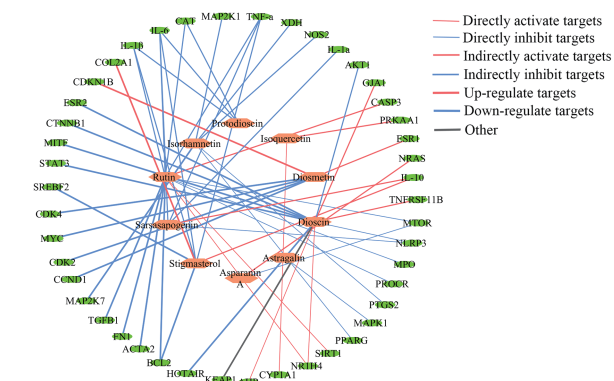 MAP2K1
TNF-a
CAT
XDH
IL-6
NOS2
IL-1β
IL-1a
COL2A1
AKT1
CDKN1B
GJA1
ESR2
CASP3
CTNNB1
PRKAA1
MITF
ESR1
STAT3
NRAS
SREBF2
IL-10
TNFRSF11B
CDK4
MTOR
MYC
NLRP3
CDK2
MPO
CCND1
PROCR
MAP2K7
PTGS2
TGFB1
MAPK1
FN1
PPARG
ACTA2
SIRT1
BCL2
NR1H4
HOTAIR
CYP1A1
Protodioscin
Isorhamnetin
Isoquercetin
Rutin
Diosmetin
Sarsasapogenin
Dioscin
Stigmasterol
Astragalin
Asparanin
A
Directly activate targets
Directly inhibit targets
Indirectly activate targets
Indirectly inhibit targets
Up-regulate targets
Down-regulate targets
Other